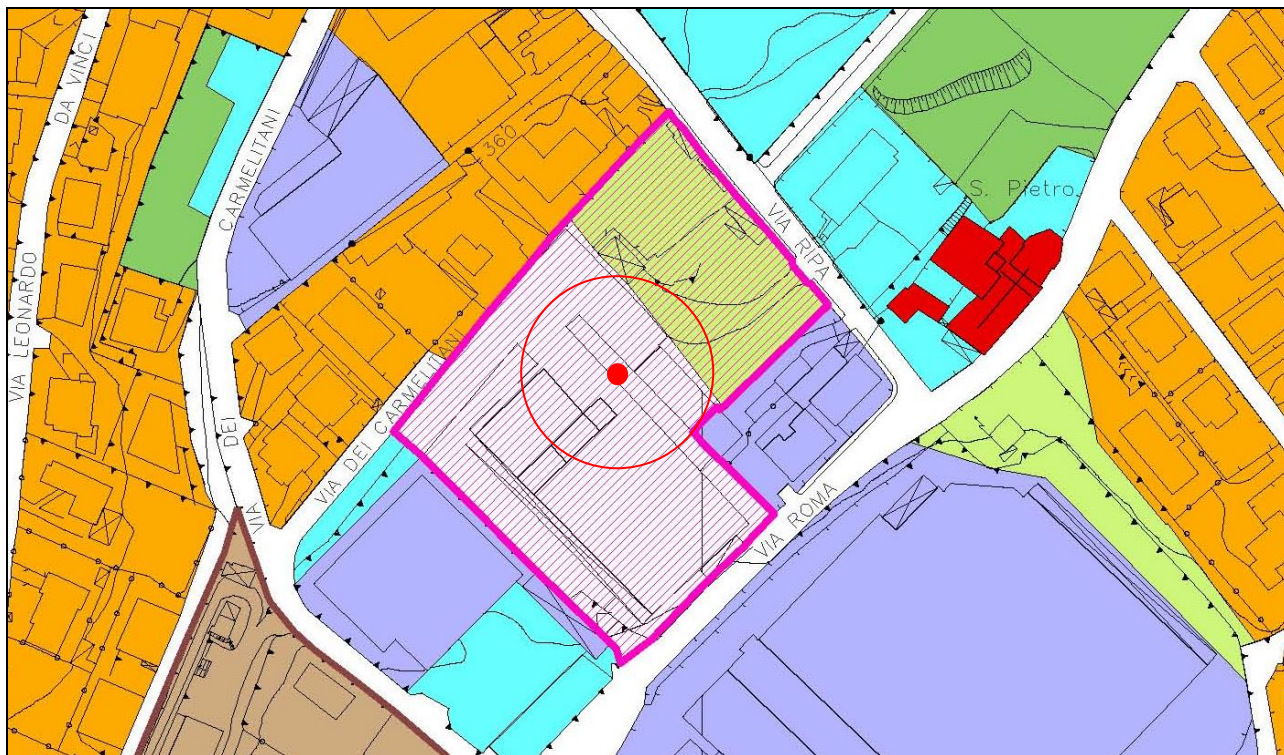 VIA LEONARDO DA VINCI
VIA DEI CARMELITANI
360
VIA DEI CARMELITANI
VIA RIPA
S. Pietro
VIA ROMA